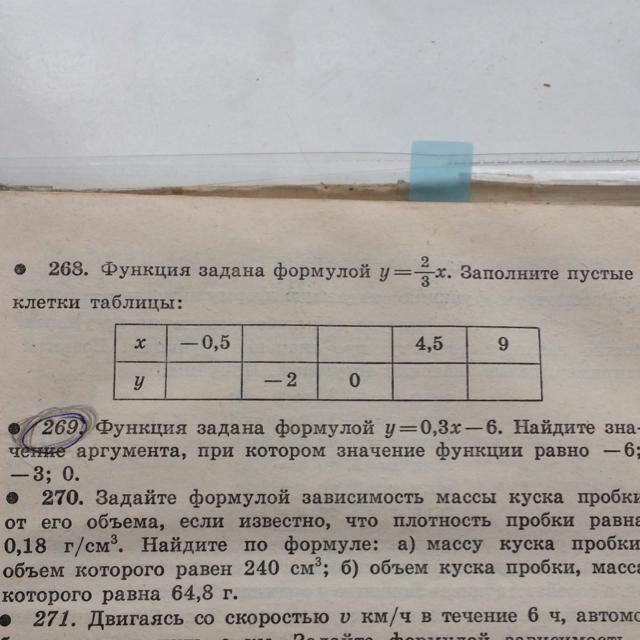 268. Функция задана формулой y=2/3x. Заполните пустые
клетки таблицы:
x −0,5 4,5 9
y −2 0
269. Функция задана формулой y=0,3x−6. Найдите зна-
чение аргумента, при котором значение функции равно −6;
−3; 0.
270. Задайте формулой зависимость массы куска пробки
от его объема, если известно, что плотность пробки равна
0,18 г/см³. Найдите по формуле: а) массу куска пробки,
объем которого равен 240 см³; б) объем куска пробки, масса
которого равна 64,8 г.
271. Двигаясь со скоростью v км/ч в течение 6 ч, автомо-